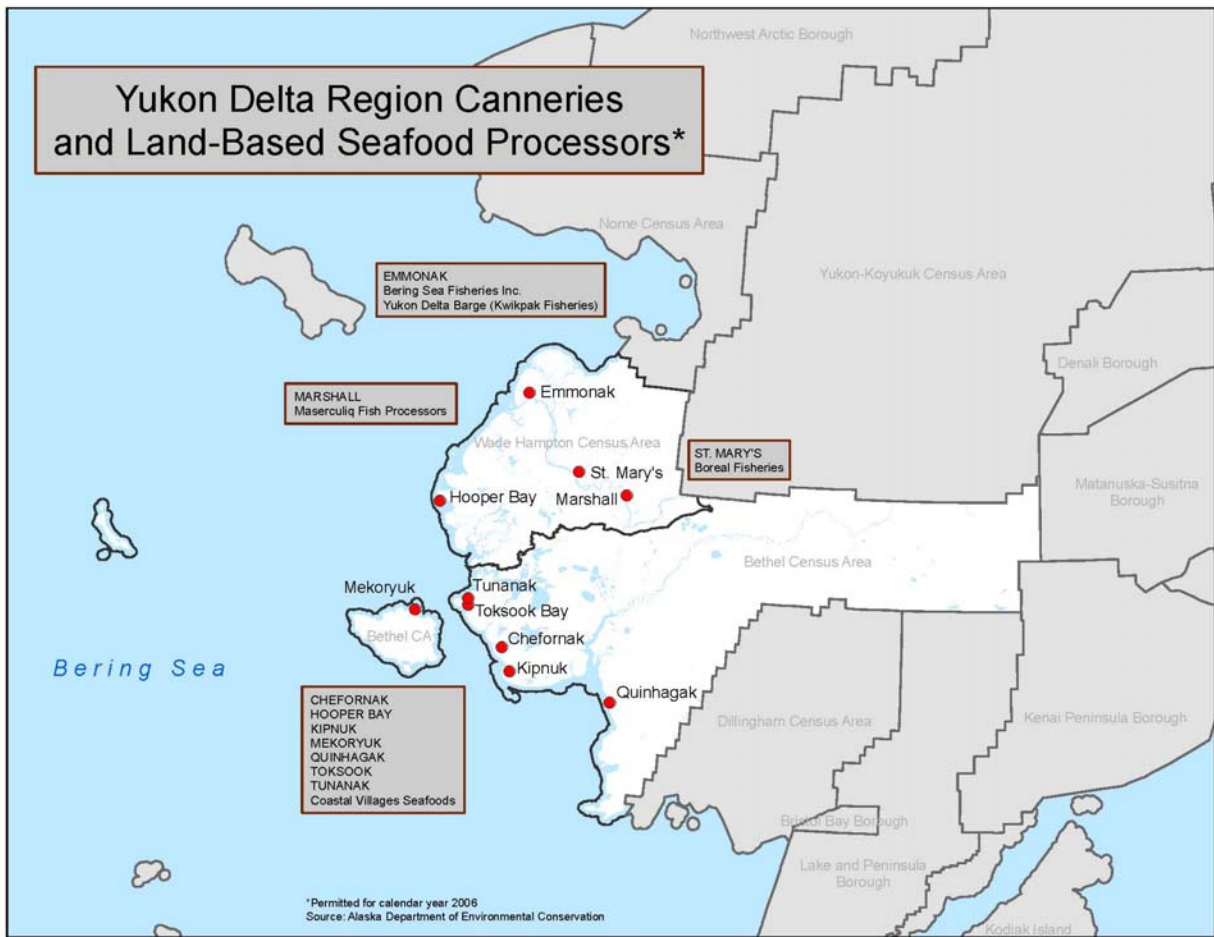 Northwest Arctic Borough
Yukon Delta Region Canneries
and Land-Based Seafood Processors*
Nome Census Area
Yukon-Koyukuk Census Area
EMMONAK
Bering Sea Fisheries Inc.
Yukon Delta Barge (Kwikpak Fisheries)
Denali Borough
MARSHALL
Maserculiq Fish Processors
Emmonak
Wade Hampton Census Area
ST. MARY'S
Boreal Fisheries
St. Mary's
Marshall
Hooper Bay
Matanuska-Susitna
Borough
Bethel Census Area
Mekoryuk
Tunanak
Toksook Bay
Bethel CA
Chefornak
Kipnuk
Bering Sea
Quinhagak
Dillingham Census Area
Kenai Peninsula Borough
CHEFORNAK
HOOPER BAY
KIPNUK
MEKORYUK
QUINHAGAK
TOKSOOK
TUNANAK
Coastal Villages Seafoods
Bristol Bay Borough
Lake and Peninsula
Borough
*Permitted for calendar year 2006
Source: Alaska Department of Environmental Conservation
Kodiak Island